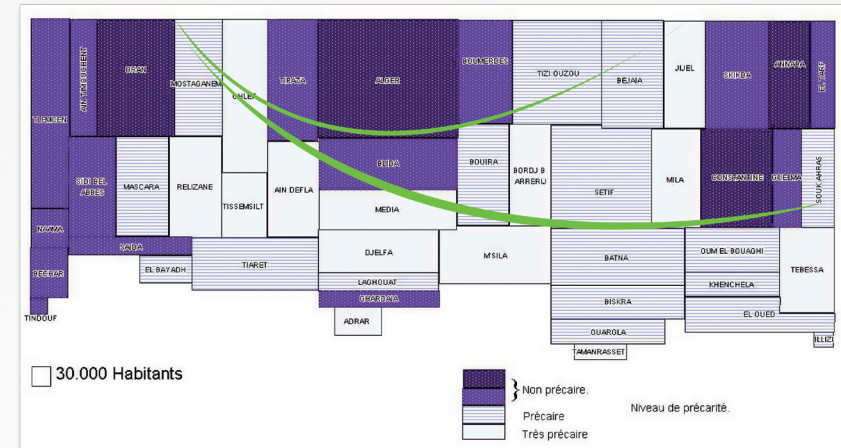 TLEMCEN
AIN TMOUCHENT
ORAN
MOSTAGANEM
CHLEF
TIPAZA
ALGER
BOUMERDES
TIZI OUZOU
BEJAIA
JIJEL
SKIKDA
ANNABA
EL TARF
SIDI BEL
ABBES
MASCARA
RELIZANE
TISSEMSILT
AIN DEFLA
BLIDA
MEDIA
BOUIRA
BORDJ B
ARRERIJ
SETIF
MILA
CONSTANTINE
GUELMA
SOUK AHRAS
NAAMA
SAIDA
BECHAR
EL BAYADH
TIARET
DJELFA
M'SILA
BATNA
OUM EL BOUAGHI
TEBESSA
LAGHOUAT
KHENCHELA
GHARDAIA
BISKRA
TINDOUF
ADRAR
OUARGLA
EL OUED
TAMANRASSET
ILLIZI
30.000 Habitants
Non précaire.
Précaire
Très précaire
Niveau de précarité.